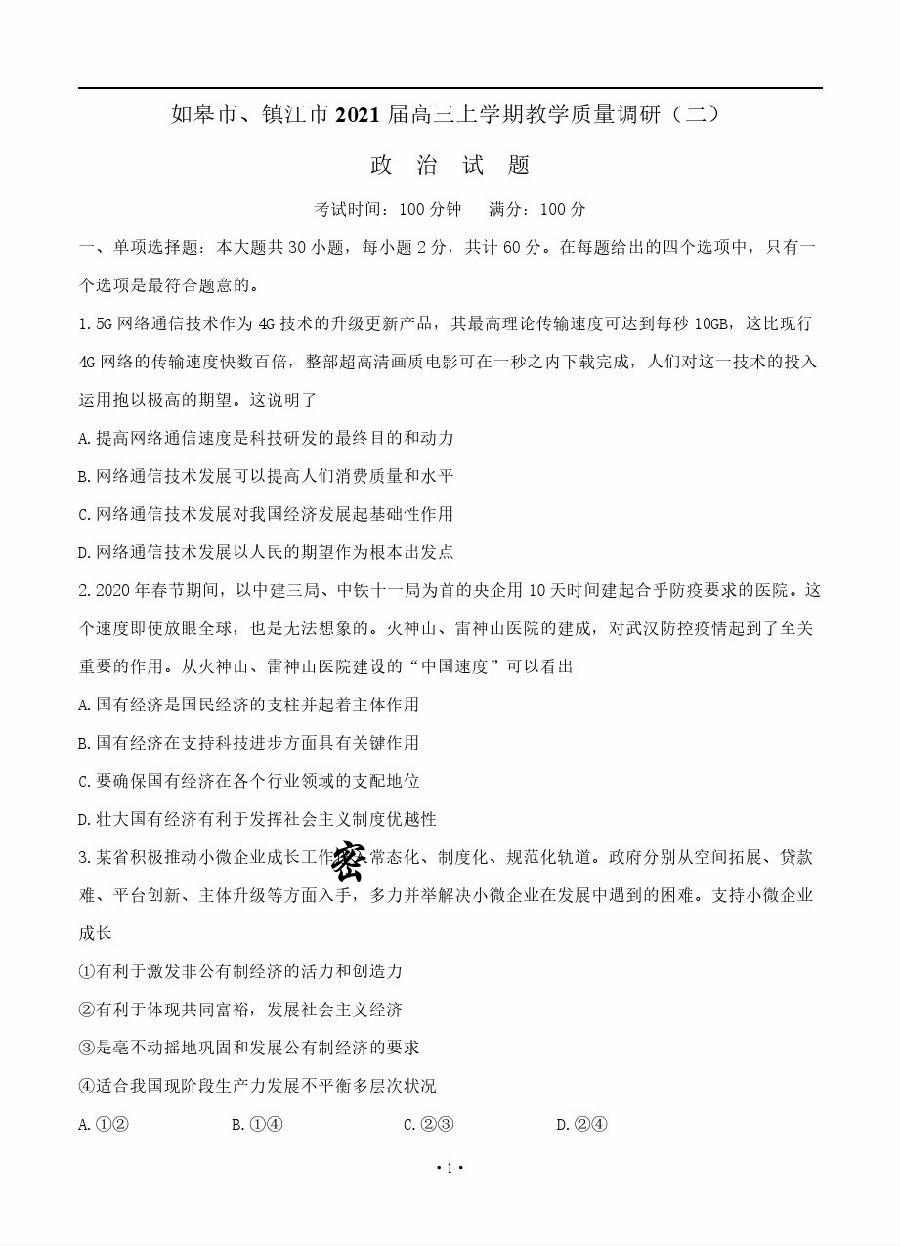 如皋市、镇江市 2021 届高三上学期教学质量调研（二）
政 治 试 题
考试时间：100 分钟 满分：100 分
一、单项选择题：本大题共 30 小题，每小题 2 分，共计 60 分。在每题给出的四个选项中，只有一
个选项是最符合题意的。
1.5G 网络通信技术作为 4G 技术的升级更新产品，其最高理论传输速度可达到每秒 10GB，这比现行
4G 网络的传输速度快数百倍，整部超高清画质电影可在一秒之内下载完成，人们对这一技术的投入
运用抱以极高的期望。这说明了
A.提高网络通信速度是科技研发的最终目的和动力
B.网络通信技术发展可以提高人们消费质量和水平
C.网络通信技术发展对我国经济发展起基础性作用
D.网络通信技术发展以人民的期望作为根本出发点
2.2020 年春节期间，以中建三局、中铁十一局为首的央企用 10 天时间建起合乎防疫要求的医院。这
个速度即使放眼全球，也是无法想象的。火神山、雷神山医院的建成，对武汉防控疫情起到了至关
重要的作用。从火神山、雷神山医院建设的“中国速度”可以看出
A.国有经济是国民经济的支柱并起着主体作用
B.国有经济在支持科技进步方面具有关键作用
C.要确保国有经济在各个行业领域的支配地位
D.壮大国有经济有利于发挥社会主义制度优越性
3.某省积极推动小微企业成长工作 密 常态化、制度化、规范化轨道。政府分别从空间拓展、贷款
难、平台创新、主体升级等方面入手，多力并举解决小微企业在发展中遇到的困难。支持小微企业
成长
①有利于激发非公有制经济的活力和创造力
②有利于体现共同富裕，发展社会主义经济
③是毫不动摇地巩固和发展公有制经济的要求
④适合我国现阶段生产力发展不平衡多层次状况
A.①② B.①④ C.②③ D.②④
·1·